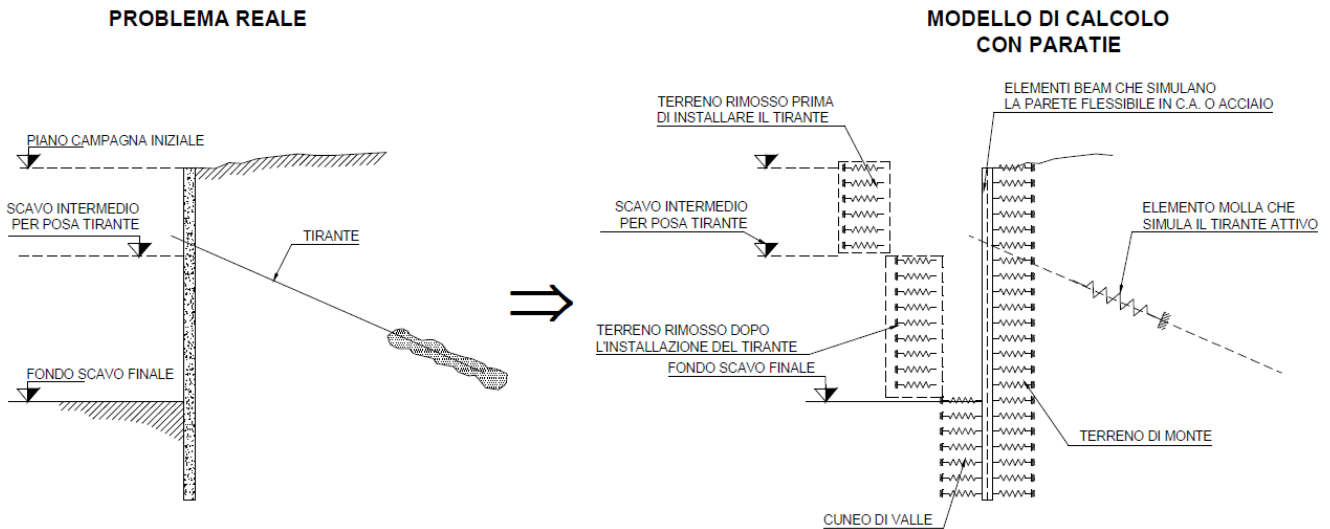 PROBLEMA REALE
PIANO CAMPAGNA INIZIALE
SCAVO INTERMEDIO
PER POSA TIRANTE
TIRANTE
FONDO SCAVO FINALE
MODELLO DI CALCOLO
CON PARATIE
ELEMENTI BEAM CHE SIMULANO
LA PARETE FLESSIBILE IN C.A. O ACCIAIO
TERRENO RIMOSSO PRIMA
DI INSTALLARE IL TIRANTE
SCAVO INTERMEDIO
PER POSA TIRANTE
ELEMENTO MOLLA CHE
SIMULA IL TIRANTE ATTIVO
TERRENO RIMOSSO DOPO
L'INSTALLAZIONE DEL TIRANTE
FONDO SCAVO FINALE
TERRENO DI MONTE
CUNEO DI VALLE